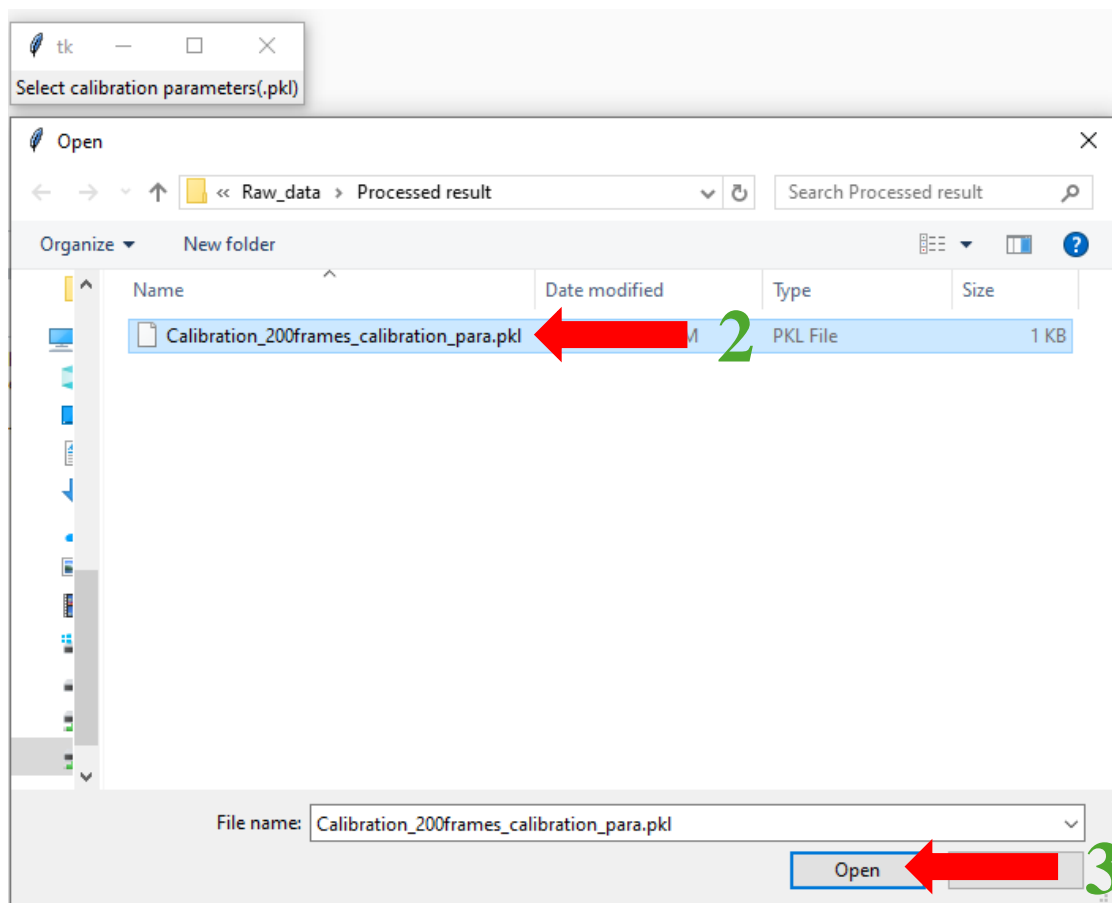 tk
Select calibration parameters(.pkl)
Open
« Raw_data › Processed result
Search Processed result
Organize
New folder
?
Name
Date modified
Type
Size
Calibration_200frames_calibration_para.pkl
M
2
PKL File
1 KB
File name:
Calibration_200frames_calibration_para.pkl
Open
3